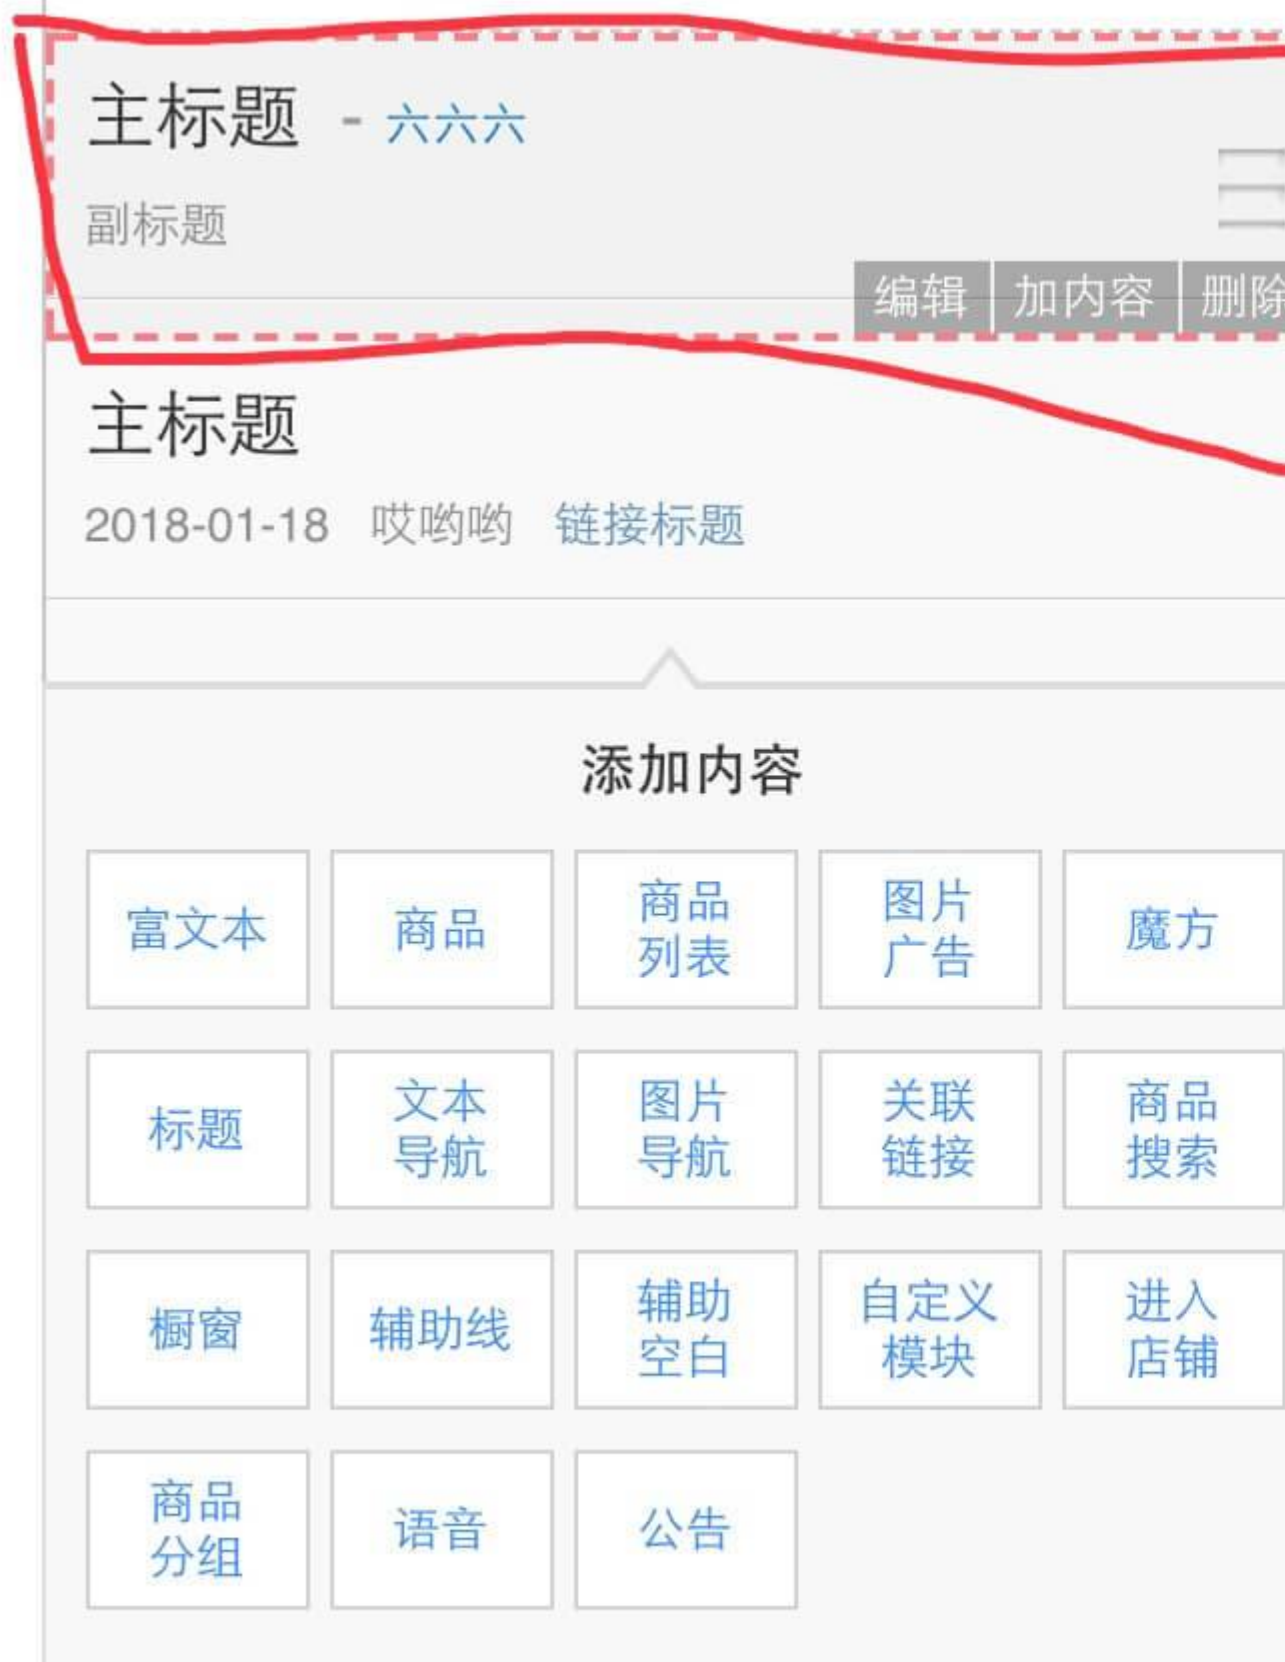 主标题 - 六六六
副标题
编辑 加内容 删除
主标题
2018-01-18 哎哟哟 链接标题
添加内容
富文本 商品 商品列表 图片广告 魔方
标题 文本导航 图片导航 关联链接 商品搜索
橱窗 辅助线 辅助空白 自定义模块 进入店铺
商品分组 语音 公告